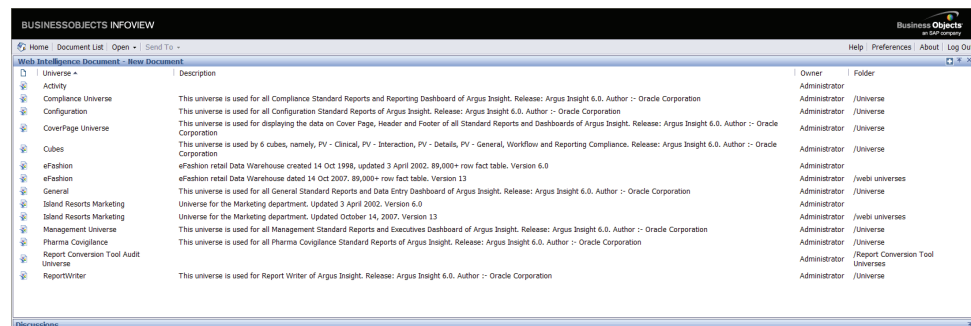 BUSINESSOBJECTS INFOVIEW
Business Objects
an SAP company
Home Document List Open Send To
Help Preferences About Log Ou
Web Intelligence Document - New Document
Universe Description Owner Folder
Activity Administrator
Compliance Universe This universe is used for all Compliance Standard Reports and Reporting Dashboard of Argus Insight. Release: Argus Insight 6.0. Author :- Oracle Corporation Administrator /Universe
Configuration This universe is used for all Configuration Standard Reports of Argus Insight. Release: Argus Insight 6.0. Author :- Oracle Corporation Administrator /Universe
CoverPage Universe This universe is used for displaying the data on Cover Page, Header and Footer of all Standard Reports and Dashboards of Argus Insight. Release: Argus Insight 6.0. Author :- Oracle Administrator /Universe
Corporation
Cubes This universe is used by 6 cubes, namely, PV - Clinical, PV - Interaction, PV - Details, PV - General, Workflow and Reporting Compliance. Release: Argus Insight 6.0. Author :- Oracle Administrator /Universe
Corporation
eFashion eFashion retail Data Warehouse created 14 Oct 1998, updated 3 April 2002. 89,000+ row fact table. Version 6.0 Administrator
eFashion eFashion retail Data Warehouse dated 14 Oct 2007. 89,000+ row fact table. Version 13 Administrator /webi universes
General This universe is used for all General Standard Reports and Data Entry Dashboard of Argus Insight. Release: Argus Insight 6.0. Author :- Oracle Corporation Administrator /Universe
Island Resorts Marketing Universe for the Marketing department. Updated 3 April 2002. Version 6.0 Administrator
Island Resorts Marketing Universe for the Marketing department. Updated October 14, 2007. Version 13 Administrator /webi universes
Management Universe This universe is used for all Management Standard Reports and Executives Dashboard of Argus Insight. Release: Argus Insight 6.0. Author :- Oracle Corporation Administrator /Universe
Pharma Covigilance This universe is used for all Pharma Covigilance Standard Reports of Argus Insight. Release: Argus Insight 6.0. Author :- Oracle Corporation Administrator /Universe
Report Conversion Tool Audit Administrator /Report Conversion Tool
Universe Universes
ReportWriter This universe is used for Report Writer of Argus Insight. Release: Argus Insight 6.0. Author :- Oracle Corporation Administrator /Universe
Discussions